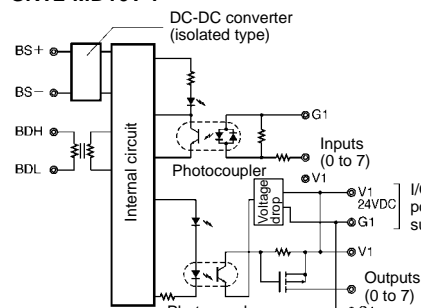 DC-DC converter
(isolated type)
BS+
BS−
BDH
BDL
Internal circuit
G1
Inputs
(0 to 7)
Photocoupler
V1
Voltage
drop
V1
24VDC
G1
V1
Outputs
(0 to 7)